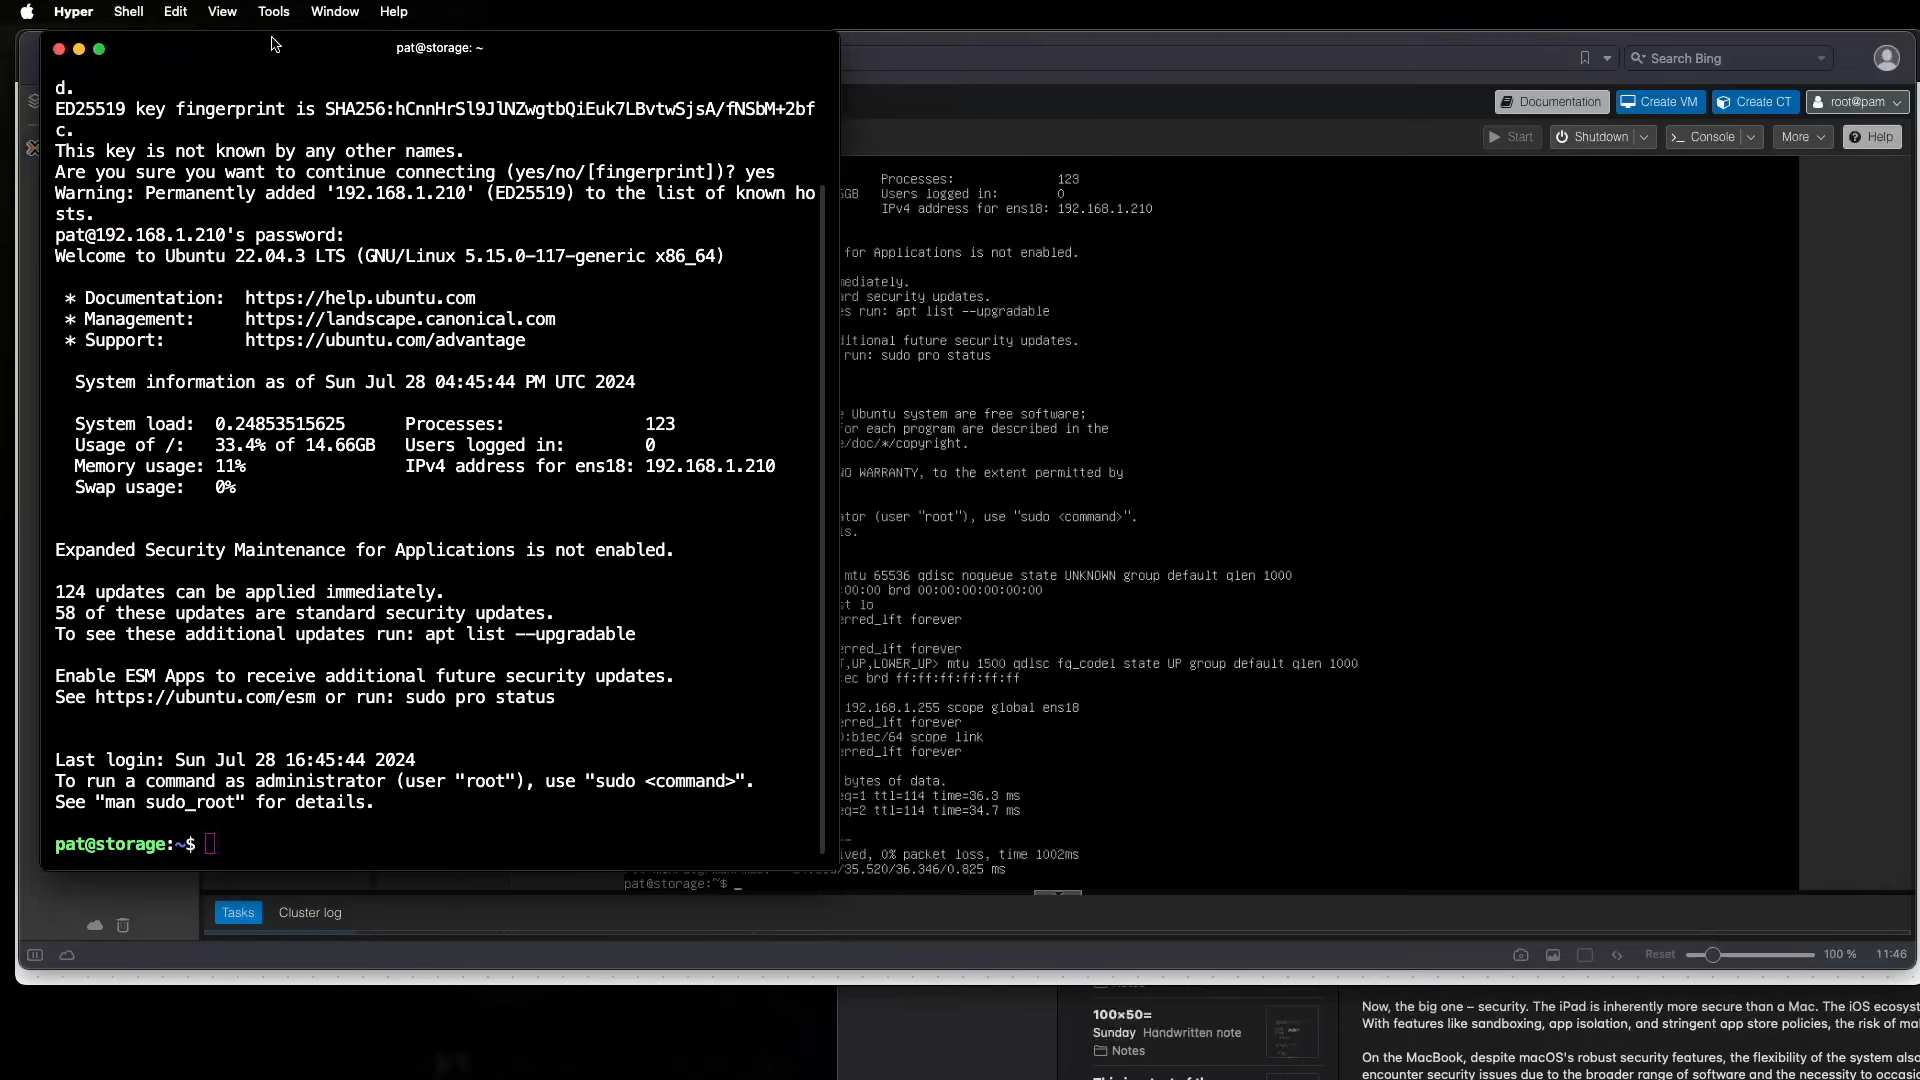 Hyper Shell Edit View Tools Window Help
pat@storage: ~
Search Bing
Documentation Create VM Create CT root@pam
Start Shutdown Console More Help
d.
ED25519 key fingerprint is SHA256:hCnnHrSl9JlNZwgtbQiEuk7LBvtwSjsA/fNSbM+2bf
c.
This key is not known by any other names.
Are you sure you want to continue connecting (yes/no/[fingerprint])? yes
Warning: Permanently added '192.168.1.210' (ED25519) to the list of known ho
sts.
pat@192.168.1.210's password:
Welcome to Ubuntu 22.04.3 LTS (GNU/Linux 5.15.0-117-generic x86_64)
* Documentation: https://help.ubuntu.com
* Management: https://landscape.canonical.com
* Support: https://ubuntu.com/advantage
System information as of Sun Jul 28 04:45:44 PM UTC 2024
System load: 0.24853515625 Processes: 123
Usage of /: 33.4% of 14.66GB Users logged in: 0
Memory usage: 11% IPv4 address for ens18: 192.168.1.210
Swap usage: 0%
Expanded Security Maintenance for Applications is not enabled.
124 updates can be applied immediately.
58 of these updates are standard security updates.
To see these additional updates run: apt list --upgradable
Enable ESM Apps to receive additional future security updates.
See https://ubuntu.com/esm or run: sudo pro status
Last login: Sun Jul 28 16:45:44 2024
To run a command as administrator (user "root"), use "sudo <command>".
See "man sudo_root" for details.
pat@storage:~$
Processes: 123
GB Users logged in: 0
IPv4 address for ens18: 192.168.1.210
for Applications is not enabled.
mediately.
rd security updates.
es run: apt list --upgradable
ditional future security updates.
run: sudo pro status
Ubuntu system are free software;
for each program are described in the
e/doc/*/copyright.
NO WARRANTY, to the extent permitted by
ator (user "root"), use "sudo <command>".
ls.
mtu 65536 qdisc noqueue state UNKNOWN group default qlen 1000
:00:00 brd 00:00:00:00:00:00
st lo
erred_lft forever
erred_lft forever
T,UP,LOWER_UP> mtu 1500 qdisc fq_codel state UP group default qlen 1000
:ec brd ff:ff:ff:ff:ff:ff
192.168.1.255 scope global ens18
erred_lft forever
:b1ec/64 scope link
erred_lft forever
bytes of data.
eq=1 ttl=114 time=36.3 ms
eq=2 ttl=114 time=34.7 ms
--
ived, 0% packet loss, time 1002ms
/35.520/36.346/0.825 ms
pat@storage:~$ _
Tasks Cluster log
Reset 100 % 11:46
100×50=
Sunday Handwritten note
Notes
Now, the big one – security. The iPad is inherently more secure than a Mac. The iOS ecosyst
With features like sandboxing, app isolation, and stringent app store policies, the risk of ma
On the MacBook, despite macOS's robust security features, the flexibility of the system also
encounter security issues due to the broader range of software and the necessity to occasio